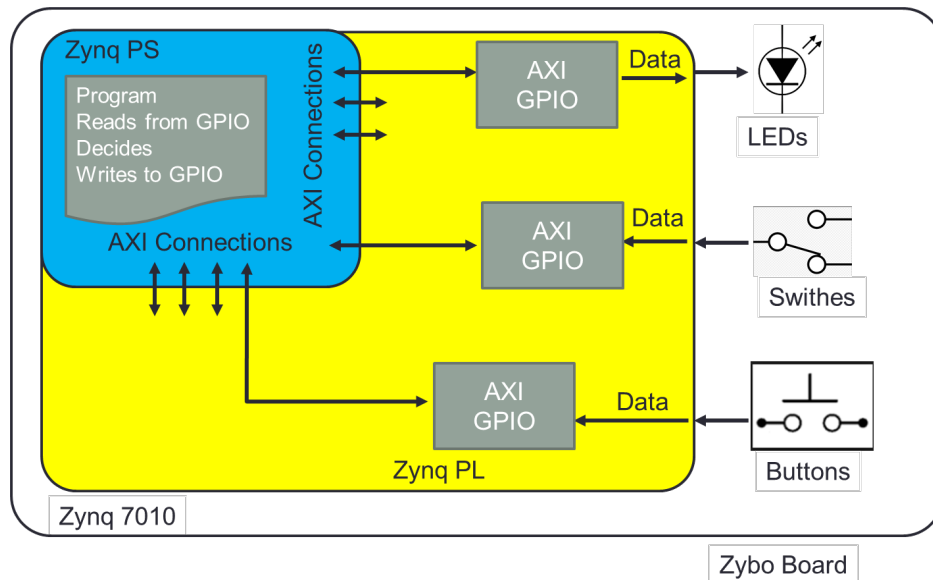 Zynq PS
Program
Reads from GPIO
Decides
Writes to GPIO
AXI Connections
AXI Connections
AXI
GPIO
Data
LEDs
AXI
GPIO
Data
Swithes
AXI
GPIO
Data
Buttons
Zynq PL
Zynq 7010
Zybo Board